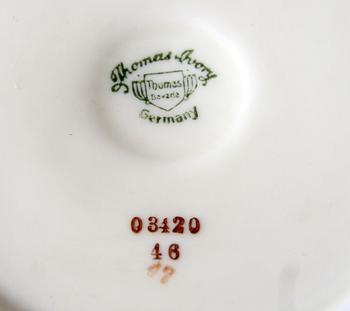 Thomas Ivory
Thomas
Bavaria
Germany
03420
46